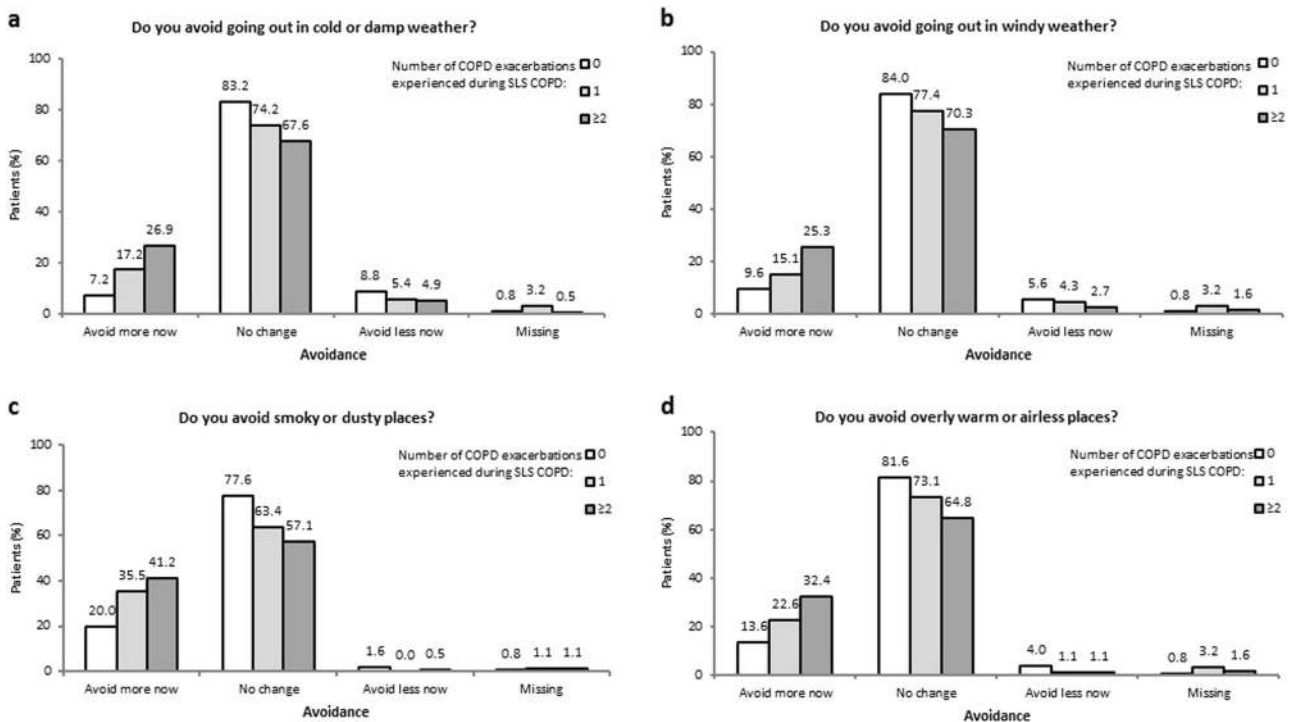 a
Do you avoid going out in cold or damp weather?
Number of COPD exacerbations
experienced during SLS COPD:
0
1
≥2
Patients (%)
100
80
60
40
20
0
7.2
17.2
26.9
83.2
74.2
67.6
8.8
5.4
4.9
0.8
3.2
0.5
Avoid more now
No change
Avoid less now
Missing
Avoidance
b
Do you avoid going out in windy weather?
Number of COPD exacerbations
experienced during SLS COPD:
0
1
≥2
Patients (%)
100
80
60
40
20
0
9.6
15.1
25.3
84.0
77.4
70.3
5.6
4.3
2.7
0.8
3.2
1.6
Avoid more now
No change
Avoid less now
Missing
Avoidance
c
Do you avoid smoky or dusty places?
Number of COPD exacerbations
experienced during SLS COPD:
0
1
≥2
Patients (%)
100
80
60
40
20
0
20.0
35.5
41.2
77.6
63.4
57.1
1.6
0.0
0.5
0.8
1.1
1.1
Avoid more now
No change
Avoid less now
Missing
Avoidance
d
Do you avoid overly warm or airless places?
Number of COPD exacerbations
experienced during SLS COPD:
0
1
≥2
Patients (%)
100
80
60
40
20
0
13.6
22.6
32.4
81.6
73.1
64.8
4.0
1.1
1.1
0.8
3.2
1.6
Avoid more now
No change
Avoid less now
Missing
Avoidance